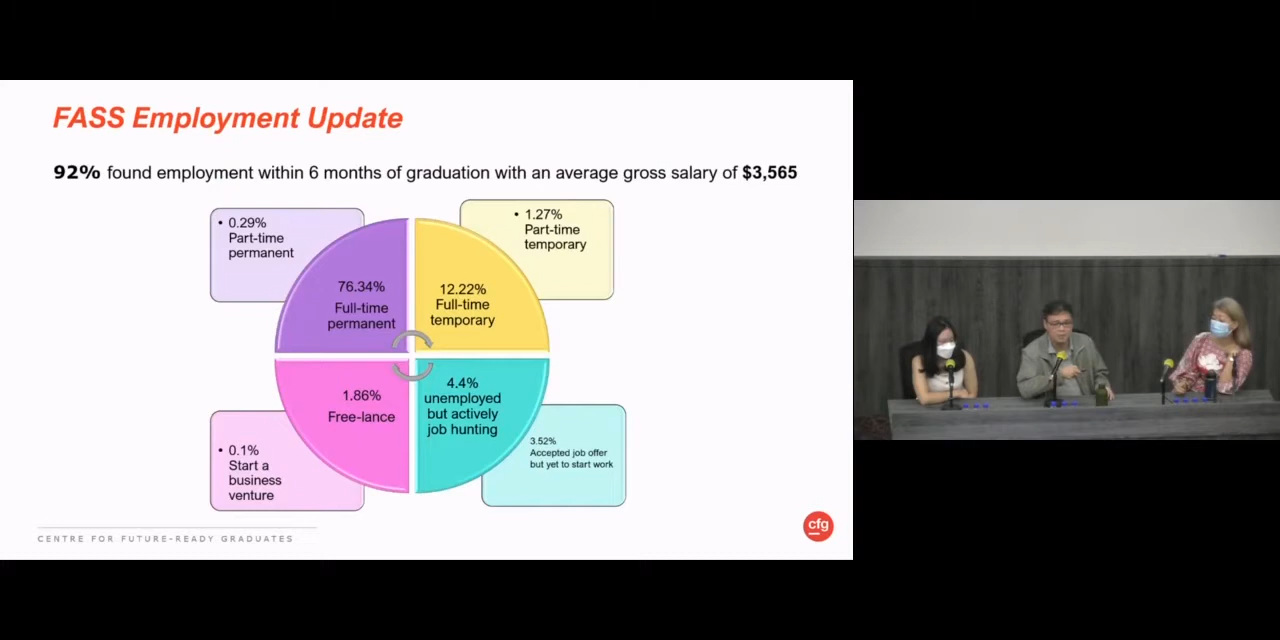 FASS Employment Update
92% found employment within 6 months of graduation with an average gross salary of $3,565
• 0.29%
Part-time
permanent
• 1.27%
Part-time
temporary
76.34%
Full-time
permanent
12.22%
Full-time
temporary
1.86%
Free-lance
4.4%
unemployed
but actively
job hunting
• 0.1%
Start a
business
venture
3.52%
Accepted job offer
but yet to start work
CENTRE FOR FUTURE-READY GRADUATES
cfg